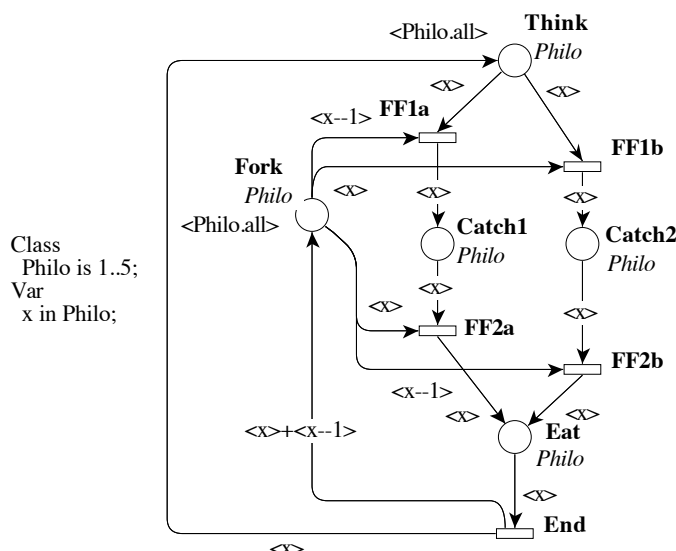 Think
<Philo.all>
Philo
<x>
<x>
FF1a
<x--1>
FF1b
Fork
Philo
<x>
<x>
<x>
<Philo.all>
Catch1
Philo
Catch2
Philo
Class
Philo is 1..5;
Var
x in Philo;
<x>
<x>
<x>
FF2a
FF2b
<x--1>
<x>
<x>
<x>+<x--1>
Eat
Philo
<x>
End
<x>